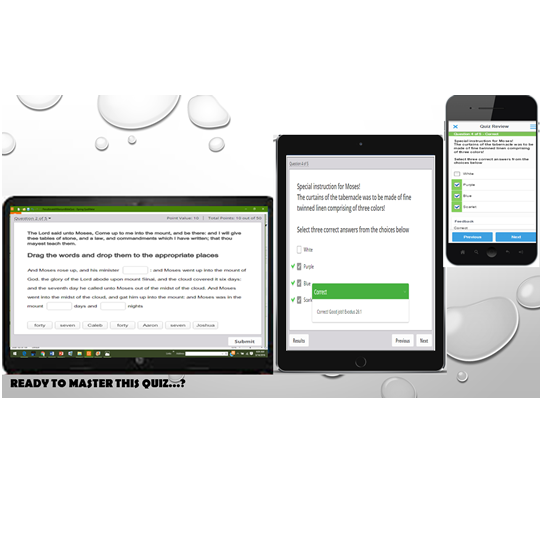 Question 2 of 5
Point Value: 10 | Total Points: 10 out of 50
The Lord said unto Moses, Come up to me into the mount, and be there: and I will give
thee tables of stone, and a law, and commandments which I have written; that thou
mayest teach them.
Drag the words and drop them to the appropriate places
And Moses rose up, and his minister : and Moses went up into the mount of
God. the glory of the Lord abode upon mount Sinai, and the cloud covered it six days:
and the seventh day he called unto Moses out of the midst of the cloud. And Moses
went into the midst of the cloud, and gat him up into the mount: and Moses was in the
mount days and nights
forty seven Caleb forty Aaron seven Joshua
Submit
READY TO MASTER THIS QUIZ...?
Special instruction for Moses!
The curtains of the tabernacle was to be made of fine
twinned linen comprising of three colors!
Select three correct answers from the choices below
Purple
Blue
Correct
Correct! Good job! Exodus 26:1
Results
Previous
Next
Quiz Review
Question 1 of 5 - Correct
Special instruction for Moses!
The curtains of the tabernacle was to be
made of fine twinned linen comprising
of three colors!
Select three correct answers from the
choices below
Purple
Blue
Scarlet
Feedback
Correct
Previous
Next